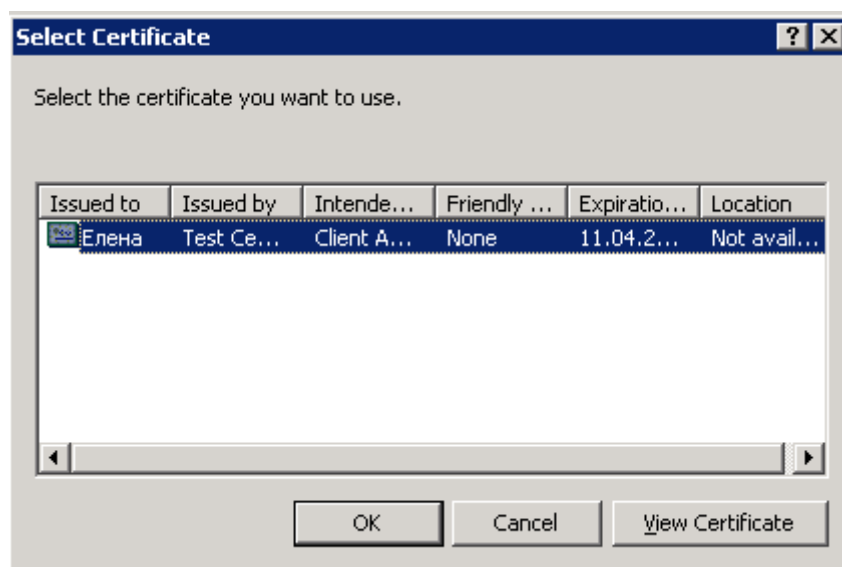 Select Certificate
Select the certificate you want to use.
Issued to Issued by Intende... Friendly ... Expiratio... Location
Елена Test Ce... Client A... None 11.04.2... Not avail...
OK Cancel View Certificate